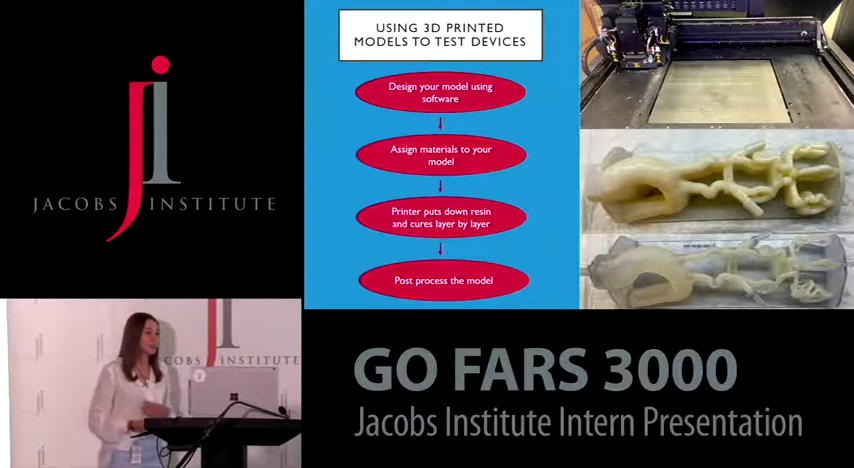 ji
JACOBS INSTITUTE
USING 3D PRINTED
MODELS TO TEST DEVICES
Design your model using
software
Assign materials to your
model
Printer puts down resin
and cures layer by layer
Post process the model
COBS INSTITUTE
GO FARS 3000
Jacobs Institute Intern Presentation